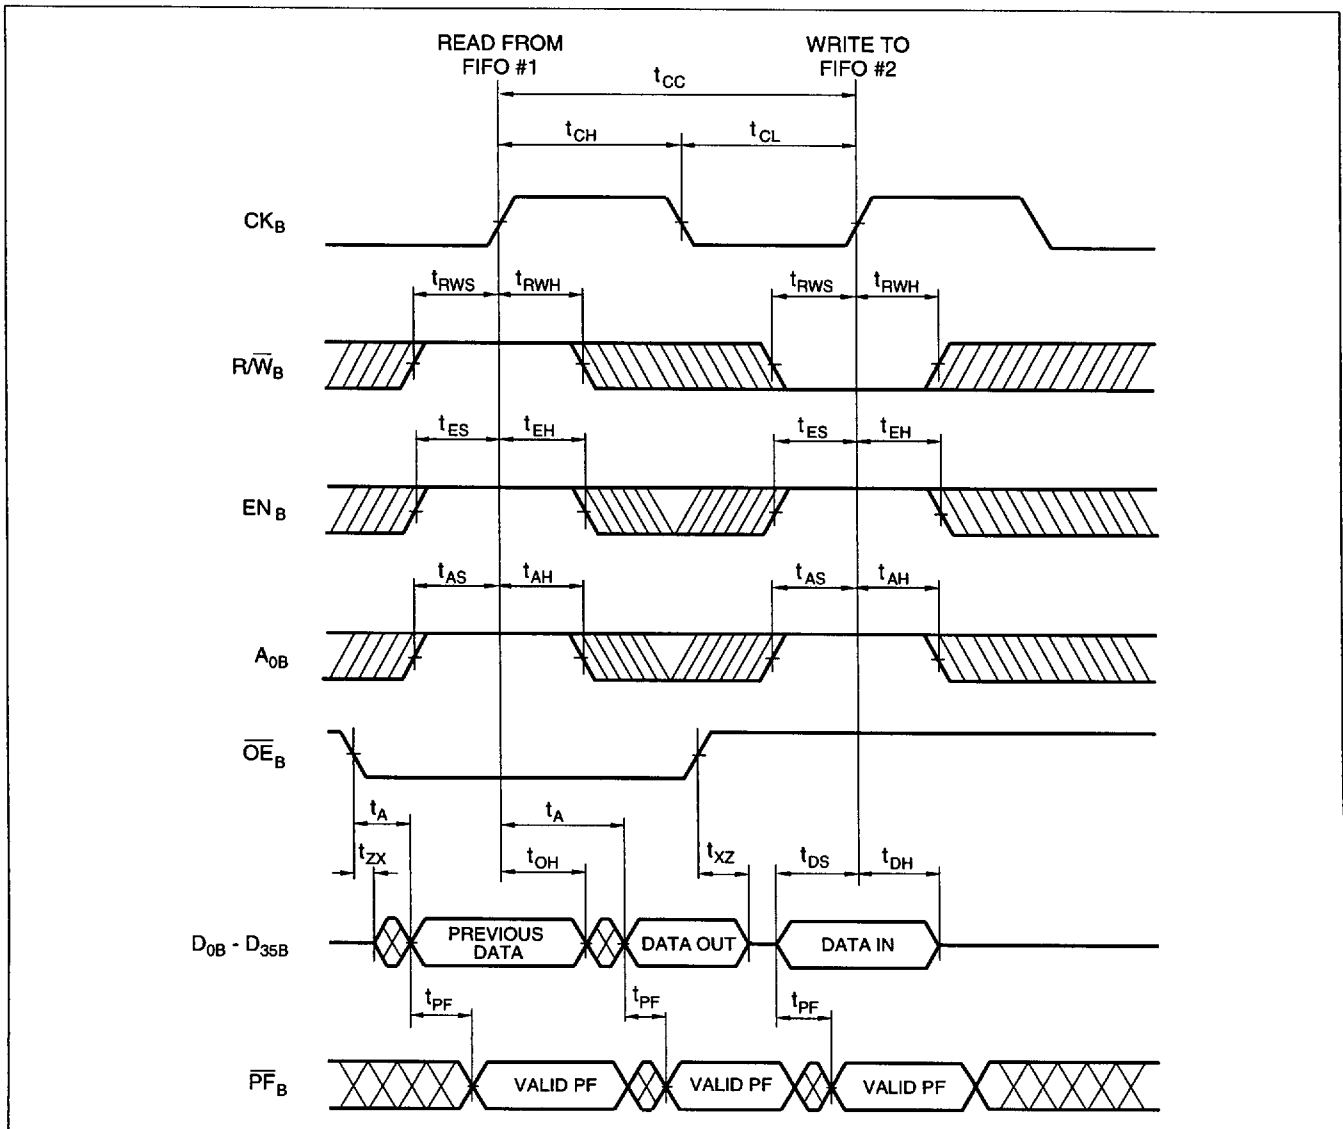 READ FROM
FIFO #1
WRITE TO
FIFO #2
tCC
tCH
tCL
CKB
tRWS
tRWH
tRWS
tRWH
R/W̅B
tES
tEH
tES
tEH
ENB
tAS
tAH
tAS
tAH
A0B
O̅E̅B
tA
tA
tZX
tOH
tXZ
tDS
tDH
D0B - D35B
PREVIOUS
DATA
DATA OUT
DATA IN
tPF
tPF
tPF
P̅F̅B
VALID PF
VALID PF
VALID PF